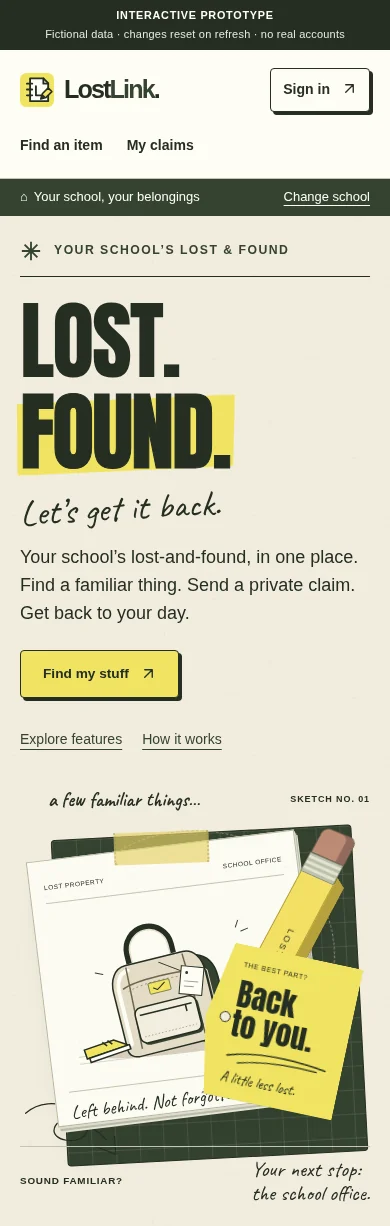 INTERACTIVE PROTOTYPE
Fictional data · changes reset on refresh · no real accounts
LostLink.
Sign in
Find an item My claims
Your school, your belongings
Change school
YOUR SCHOOL’S LOST & FOUND
LOST.
FOUND.
Let’s get it back.
Your school’s lost-and-found, in one place.
Find a familiar thing. Send a private claim.
Get back to your day.
Find my stuff
Explore features How it works
a few familiar things...
SKETCH NO. 01
LOST PROPERTY
SCHOOL OFFICE
THE BEST PART?
Back
to you.
A little less lost.
Left behind. Not
SOUND FAMILIAR?
Your next stop:
the school office.